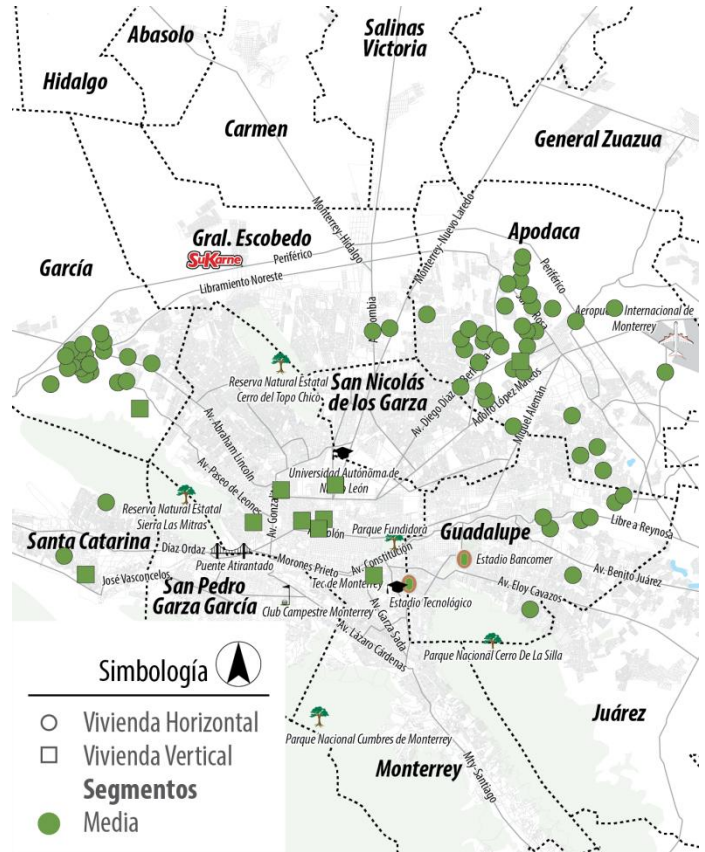 Abasolo
Salinas
Victoria
Hidalgo
Carmen
General Zuazua
Monterrey-Hidalgo
Monterrey-Nuevo Laredo
Gral. Escobedo
Apodaca
SuKarne
Periférico
Periférico
García
Libramiento Noreste
Internacional de
Monterrey
Reserva Natural Estatal
Cerro del Topo Chico
San Nicolás
de los Garza
Av. Diego Díaz
Adolfo López Mateos
Miguel Alemán
Av. Abraham Lincoln
Av. Paseo de Leones
Av. Gonzal
Universidad Autónoma de
León
Reserva Natural Estatal
Sierra Las Mitras
Parque Fundidora
Guadalupe
Libre a Reynosa
Santa Catarina
Díaz Ordaz
Puente Atirantado
Morones Prieto
Av. Constitución
Estadio Bancomer
Av. Benito Juárez
José Vasconcelos
San Pedro
Garza García
Tec de Monterrey
Estadio Tecnológico
Av. Eloy Cavazos
Club Campestre Monterrey
Av. Garza Sada
Av. Lázaro Cárdenas
Parque Nacional Cerro De La Silla
Simbología
Juárez
Vivienda Horizontal
Parque Nacional Cumbres de Monterrey
Vivienda Vertical
Monterrey
Mty-Santiago
Segmentos
Media